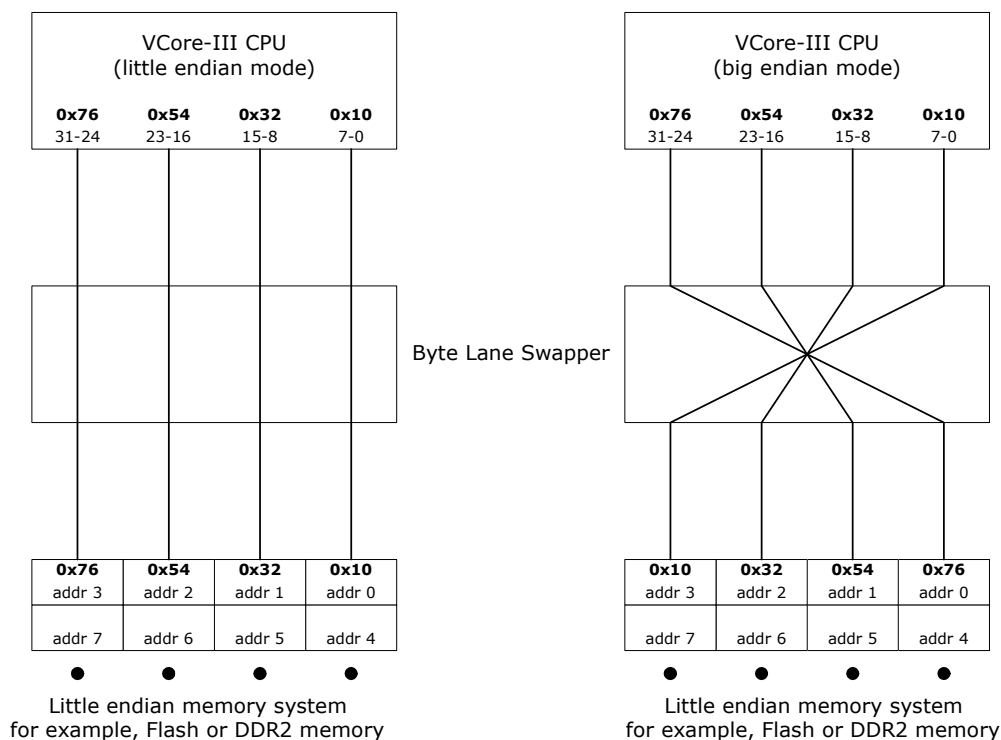 VCore-III CPU
(little endian mode)
0x76 0x54 0x32 0x10
31-24 23-16 15-8 7-0
VCore-III CPU
(big endian mode)
0x76 0x54 0x32 0x10
31-24 23-16 15-8 7-0
Byte Lane Swapper
0x76 0x54 0x32 0x10
addr 3 addr 2 addr 1 addr 0
addr 7 addr 6 addr 5 addr 4
Little endian memory system
for example, Flash or DDR2 memory
0x10 0x32 0x54 0x76
addr 3 addr 2 addr 1 addr 0
addr 7 addr 6 addr 5 addr 4
Little endian memory system
for example, Flash or DDR2 memory